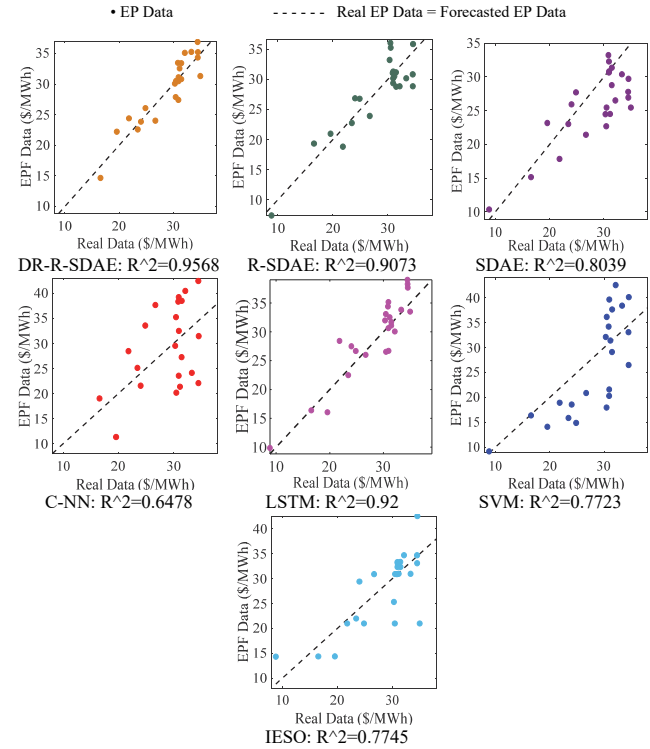 • EP Data
Real EP Data = Forecasted EP Data
EPF Data ($/MWh)
35
30
25
20
15
10
10
20
30
Real Data ($/MWh)
DR-R-SDAE: R^2=0.9568
EPF Data ($/MWh)
35
30
25
20
15
10
10
20
30
Real Data ($/MWh)
R-SDAE: R^2=0.9073
EPF Data ($/MWh)
35
30
25
20
15
10
10
20
30
Real Data ($/MWh)
SDAE: R^2=0.8039
EPF Data ($/MWh)
40
35
30
25
20
15
10
10
20
30
Real Data ($/MWh)
C-NN: R^2=0.6478
EPF Data ($/MWh)
35
30
25
20
15
10
10
20
30
Real Data ($/MWh)
LSTM: R^2=0.92
EPF Data ($/MWh)
40
35
30
25
20
15
10
10
20
30
Real Data ($/MWh)
SVM: R^2=0.7723
EPF Data ($/MWh)
40
35
30
25
20
15
10
10
20
30
Real Data ($/MWh)
IESO: R^2=0.7745